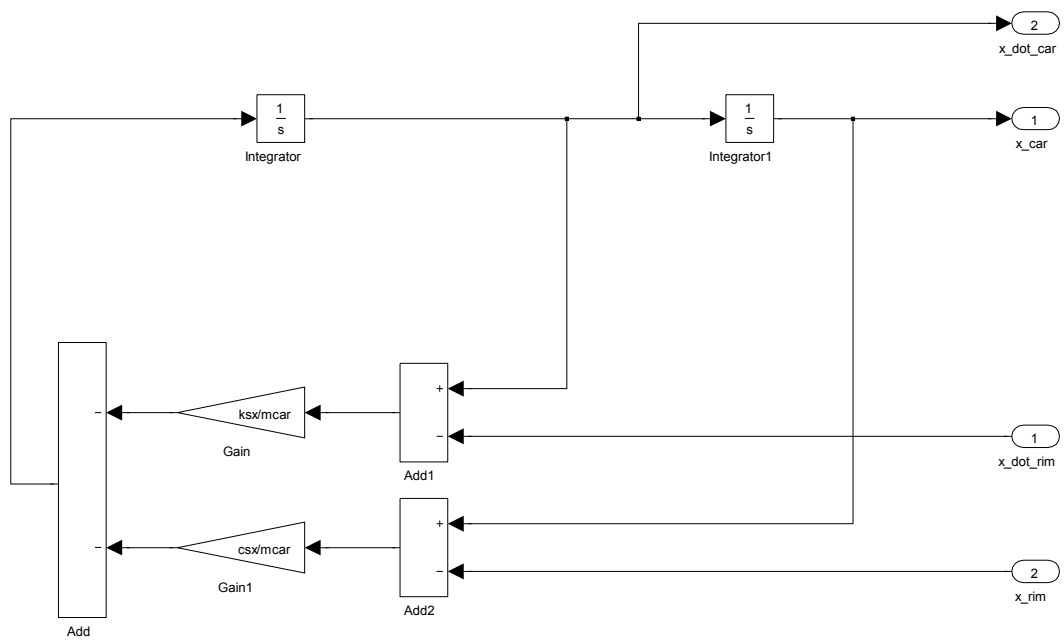 2
x_dot_car
1
s
Integrator
1
s
Integrator1
1
x_car
−
ksx/mcar
Gain
+
−
Add1
1
x_dot_rim
−
csx/mcar
Gain1
+
−
Add2
2
x_rim
Add